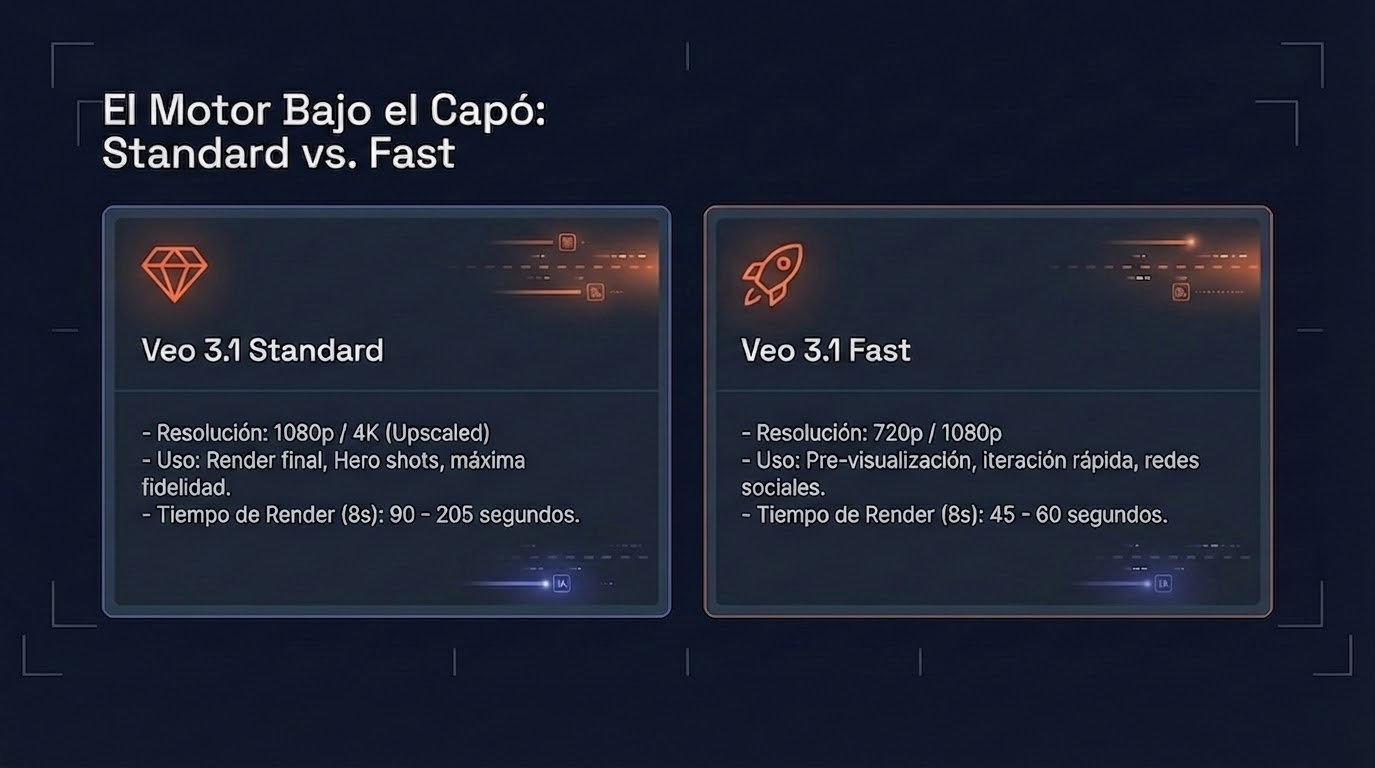 El Motor Bajo el Capó:
Standard vs. Fast
Veo 3.1 Standard
- Resolución: 1080p / 4K (Upscaled)
- Uso: Render final, Hero shots, máxima
fidelidad.
- Tiempo de Render (8s): 90 - 205 segundos.
Veo 3.1 Fast
- Resolución: 720p / 1080p
- Uso: Pre-visualización, iteración rápida, redes
sociales.
- Tiempo de Render (8s): 45 - 60 segundos.